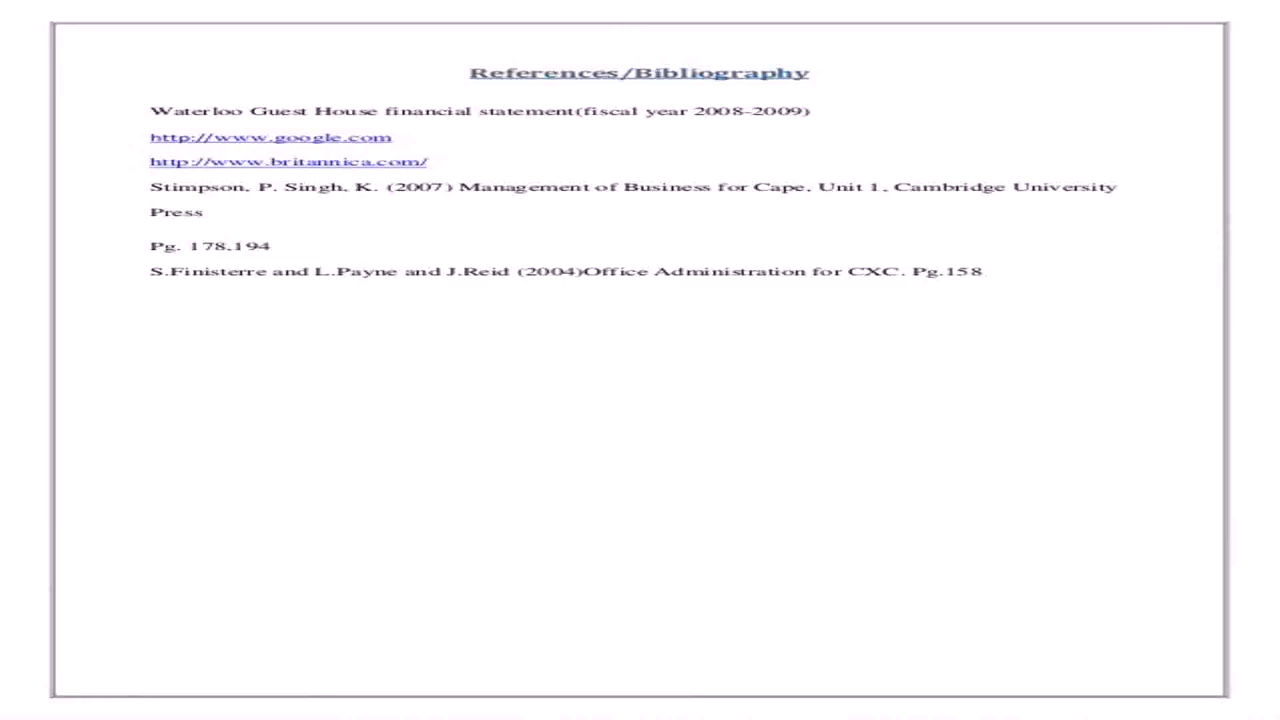 References/Bibliography
Waterloo Guest House financial statement(fiscal year 2008-2009)
http://www.google.com
http://www.britannica.com/
Stimpson, P. Singh, K. (2007) Management of Business for Cape, Unit 1, Cambridge University
Press
Pg. 178,194
S.Finisterre and L.Payne and J.Reid (2004)Office Administration for CXC. Pg.158